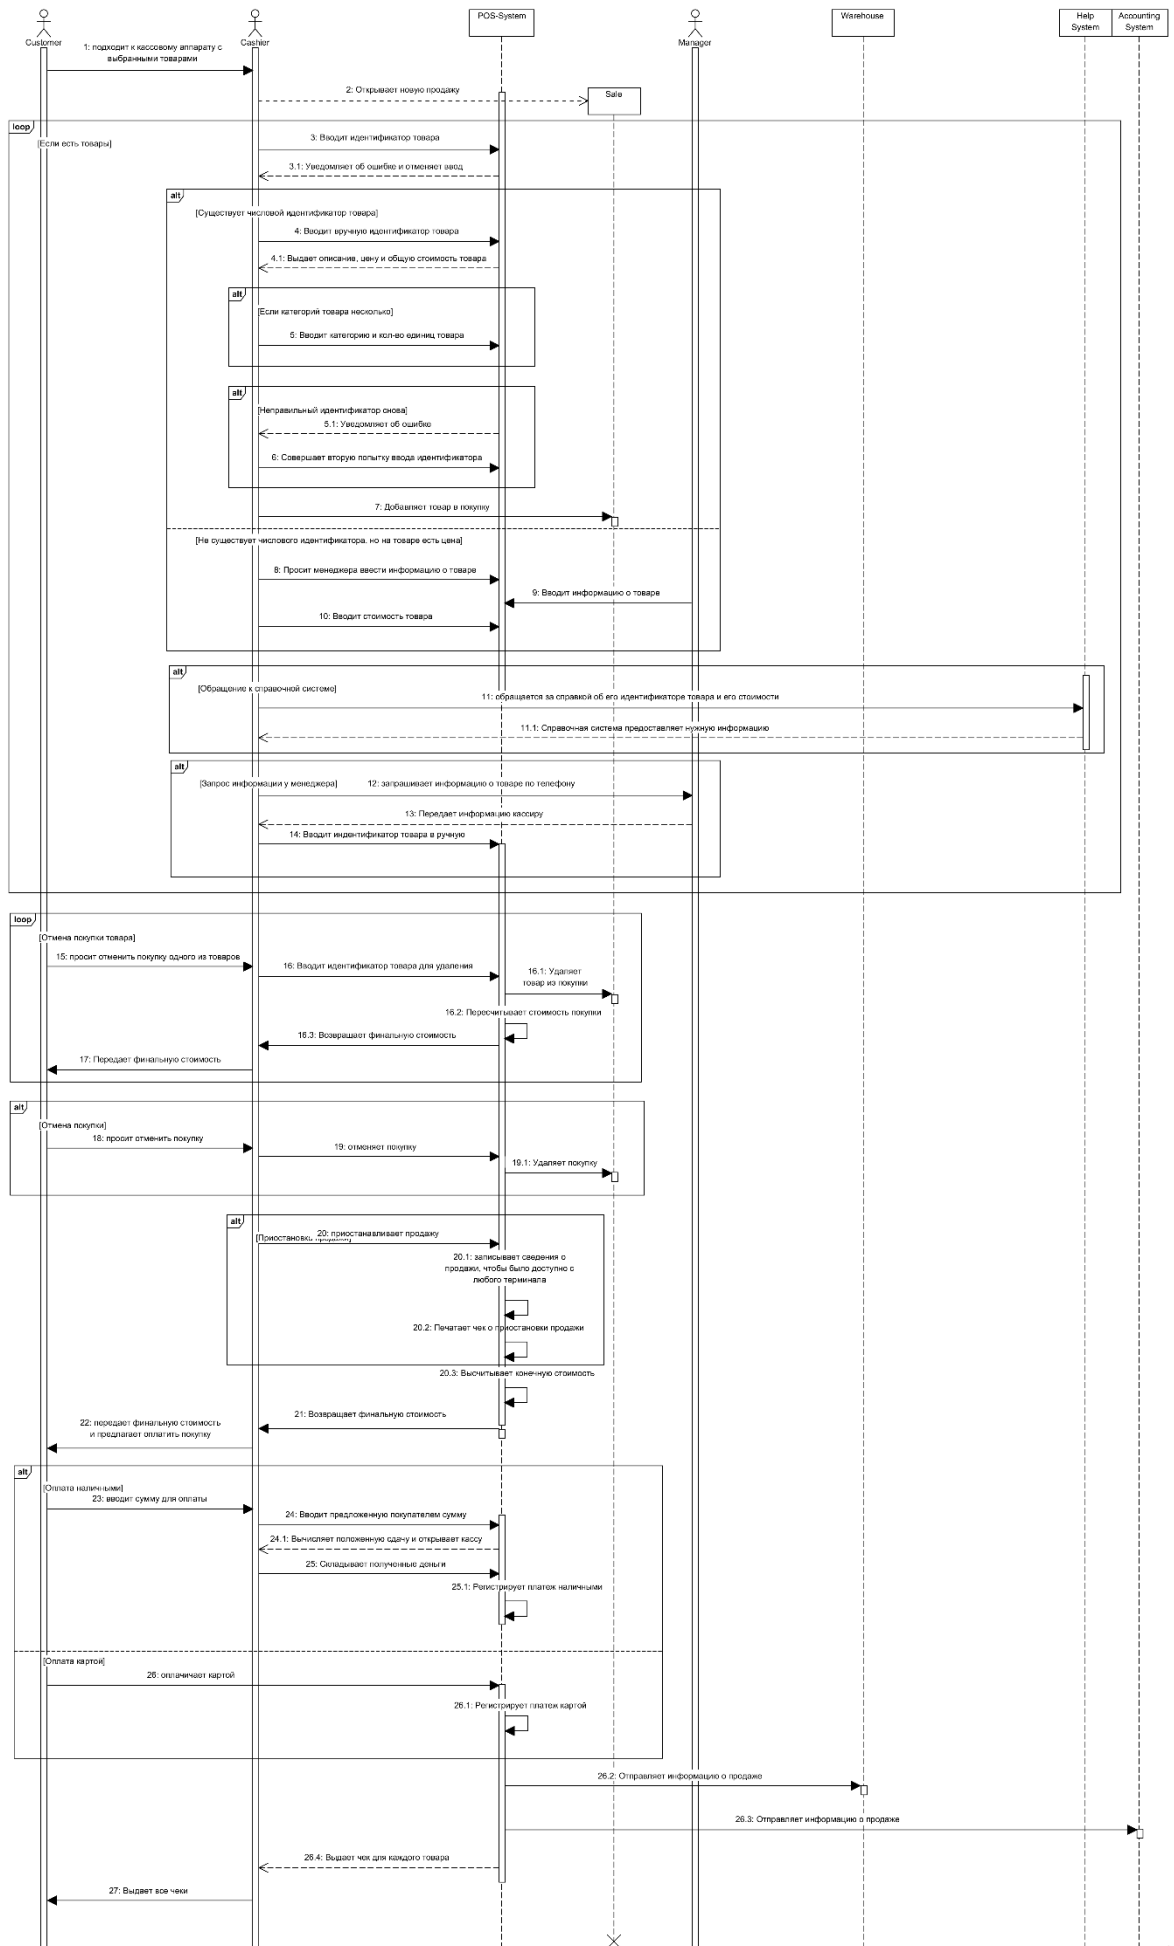 Customer
Cashier
POS-System
Manager
Warehouse
Help
System
Accounting
System
1: подходит к кассовому аппарату с
выбранными товарами
2: Открывает новую продажу
Sale
loop
[Если есть товары]
3: Вводит идентификатор товара
3.1: Уведомляет об ошибке и отменяет ввод
alt
[Существует числовой идентификатор товара]
4: Вводит вручную идентификатор товара
4.1: Выдает описание, цену и общую стоимость товара
alt
[Если категорий товара несколько]
5: Вводит категорию и кол-во единиц товара
alt
[Неправильный идентификатор снова]
5.1: Уведомляет об ошибке
6: Совершает вторую попытку ввода идентификатора
7: Добавляет товар в покупку
[Не существует числового идентификатора, но на товаре есть цена]
8: Просит менеджера ввести информацию о товаре
9: Вводит информацию о товаре
10: Вводит стоимость товара
alt
[Обращение к справочной системе]
11: обращается за справкой об его идентификаторе товара и его стоимости
11.1: Справочная система предоставляет нужную информацию
alt
[Запрос информации у менеджера]
12: запрашивает информацию о товаре по телефону
13: Передает информацию кассиру
14: Вводит индентификатор товара в ручную
loop
[Отмена покупки товара]
15: просит отменить покупку одного из товаров
16: Вводит идентификатор товара для удаления
16.1: Удаляет
товар из покупки
16.2: Пересчитывает стоимость покупки
16.3: Возвращает финальную стоимость
17: Передает финальную стоимость
alt
[Отмена покупки]
18: просит отменить покупку
19: отменяет покупку
19.1: Удаляет покупку
alt
20: приостанавливает продажу
20.1: записывает сведения о
продажи, чтобы было доступно с
любого терминала
20.2: Печатает чек о приостановки продажи
20.3: Высчитывает конечную стоимость
21: Возвращает финальную стоимость
22: передает финальную стоимость
и предлагает оплатить покупку
alt
[Оплата наличными]
23: вводит сумму для оплаты
24: Вводит предложенную покупателем сумму
24.1: Вычисляет положенную сдачу и открывает кассу
25: Складывает полученные деньги
25.1: Регистрирует платеж наличными
[Оплата картой]
26: оплачичает картой
26.1: Регистрирует платеж картой
26.2: Отправляет информацию о продаже
26.3: Отправляет информацию о продаже
26.4: Выдает чек для каждого товара
27: Выдает все чеки